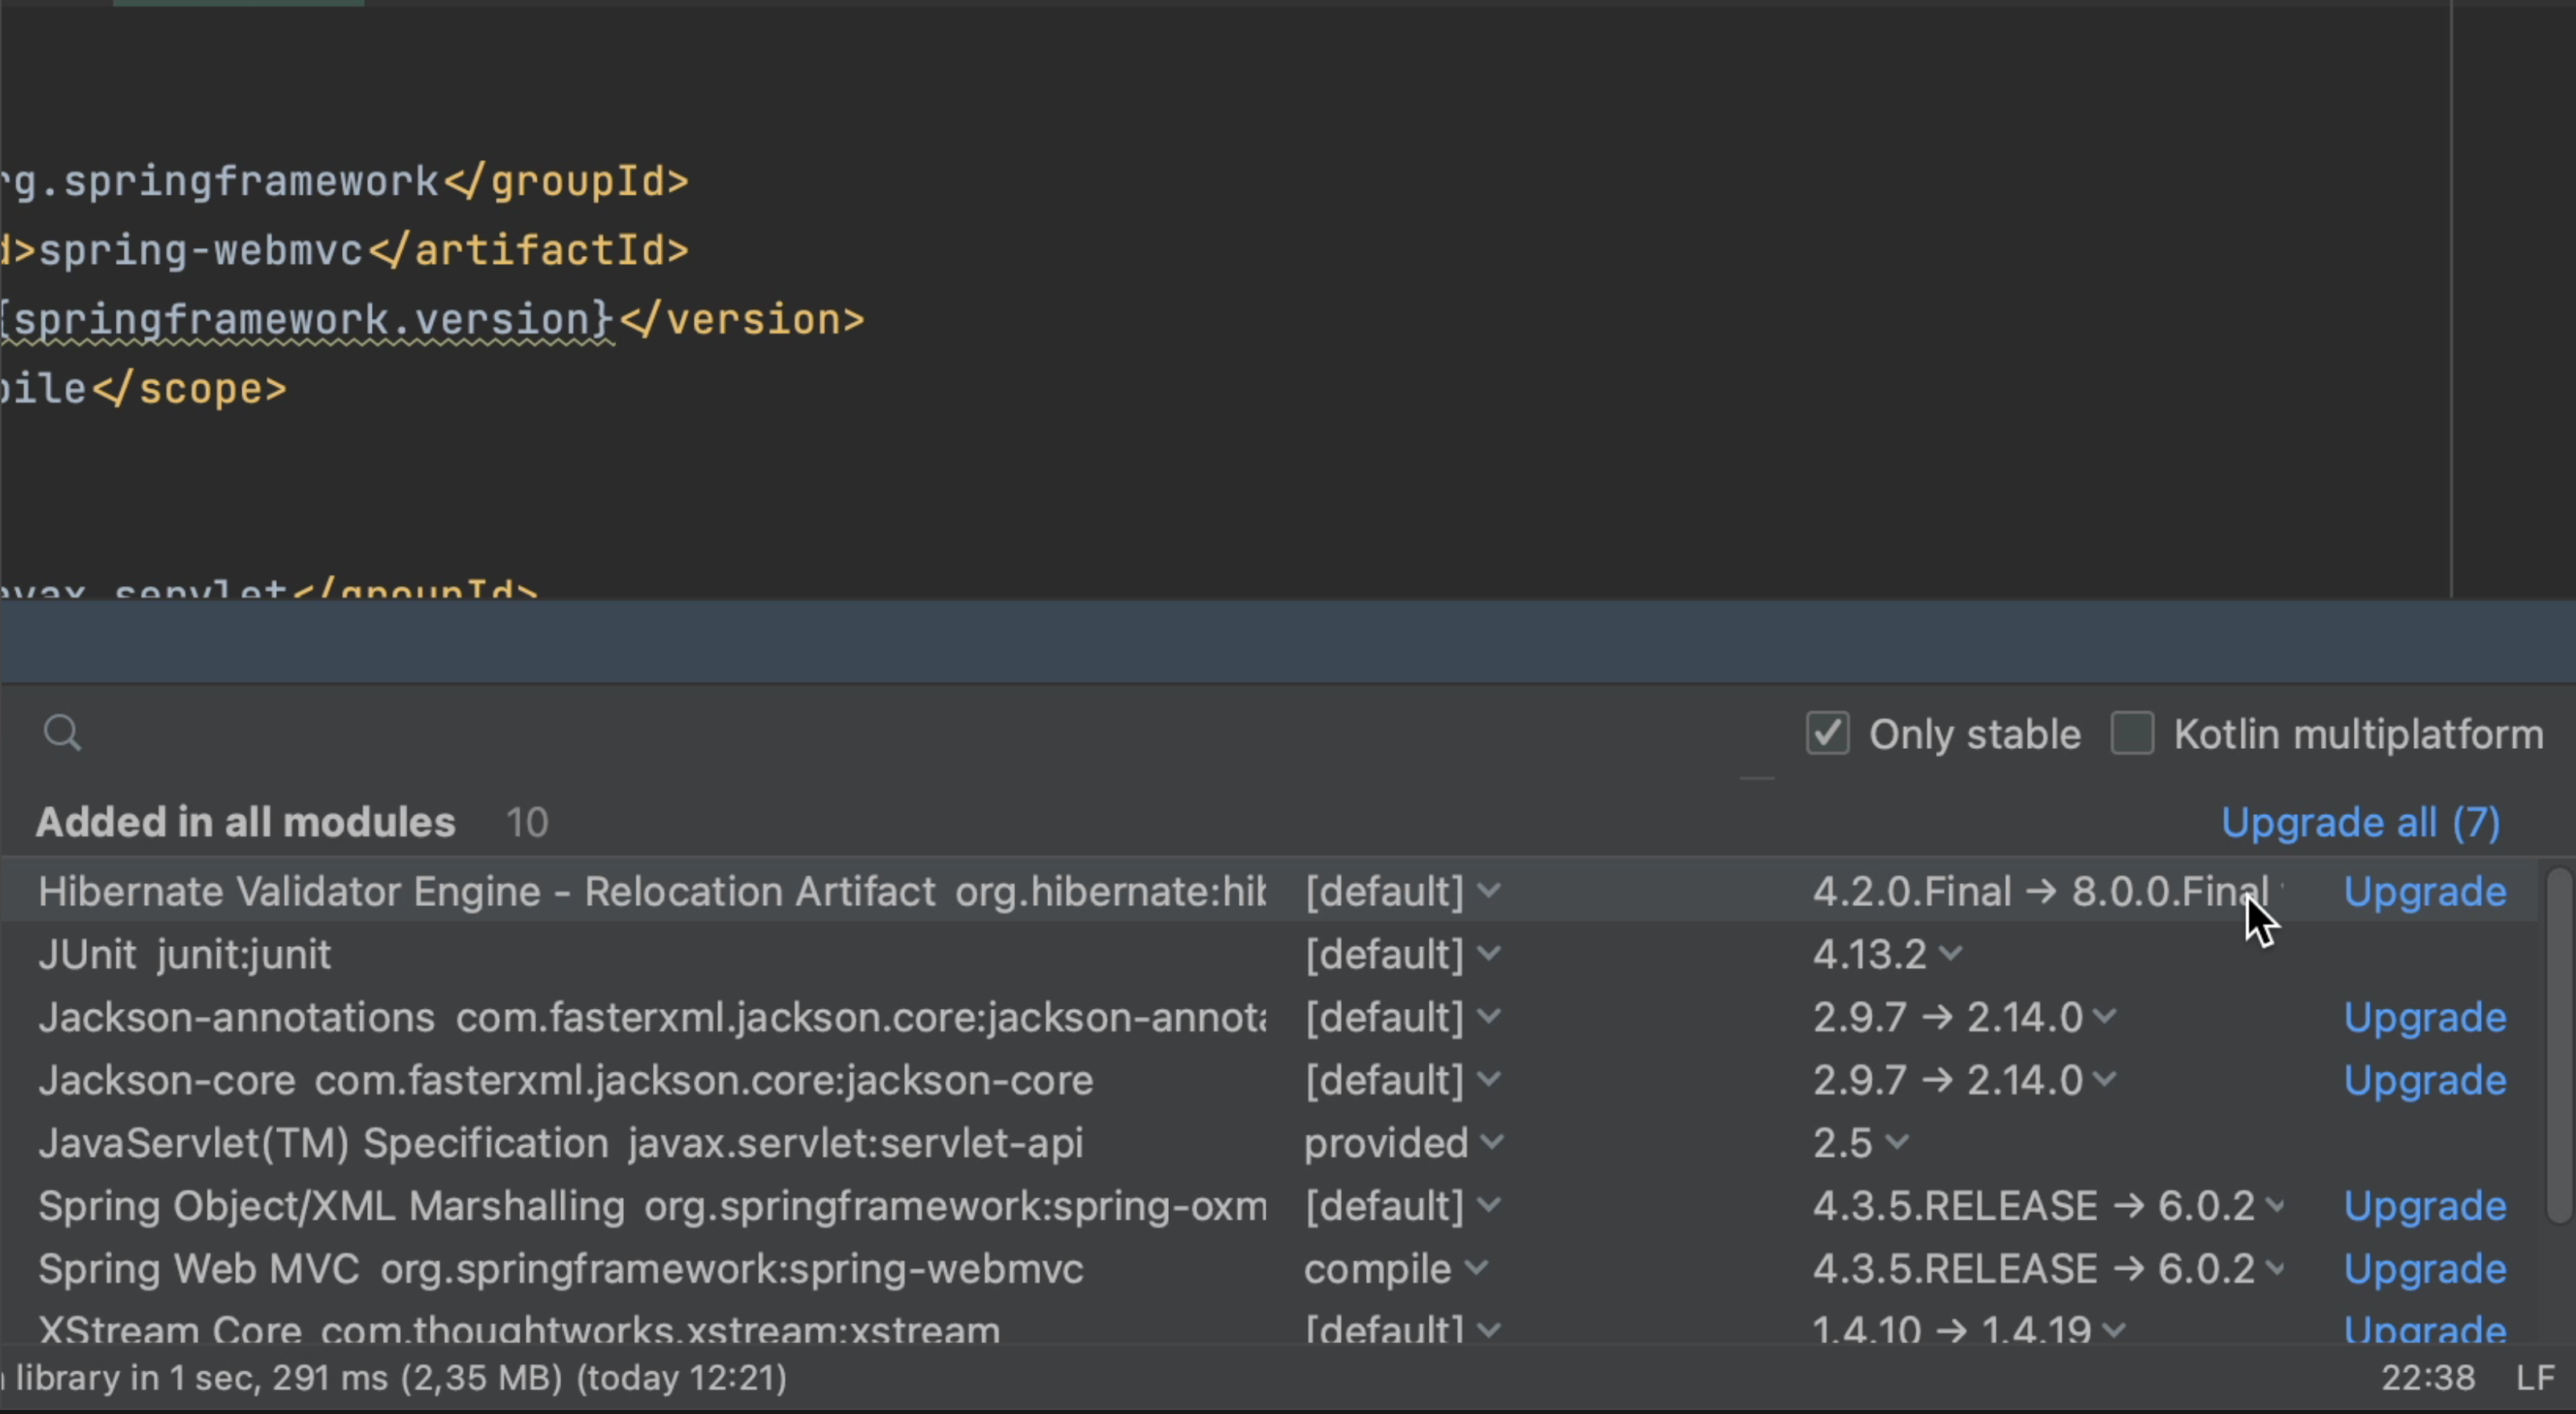 rg.springframework</groupId>
d>spring-webmvc</artifactId>
{springframework.version}</version>
pile</scope>
avax.servlet</groupId>
Only stable Kotlin multiplatform
Added in all modules 10 Upgrade all (7)
Hibernate Validator Engine - Relocation Artifact org.hibernate:hib [default] 4.2.0.Final → 8.0.0.Final Upgrade
JUnit junit:junit [default] 4.13.2
Jackson-annotations com.fasterxml.jackson.core:jackson-annota [default] 2.9.7 → 2.14.0 Upgrade
Jackson-core com.fasterxml.jackson.core:jackson-core [default] 2.9.7 → 2.14.0 Upgrade
JavaServlet(TM) Specification javax.servlet:servlet-api provided 2.5
Spring Object/XML Marshalling org.springframework:spring-oxm [default] 4.3.5.RELEASE → 6.0.2 Upgrade
Spring Web MVC org.springframework:spring-webmvc compile 4.3.5.RELEASE → 6.0.2 Upgrade
XStream Core com.thoughtworks.xstream:xstream [default] 1.4.10 → 1.4.19 Upgrade
library in 1 sec, 291 ms (2,35 MB) (today 12:21) 22:38 LF